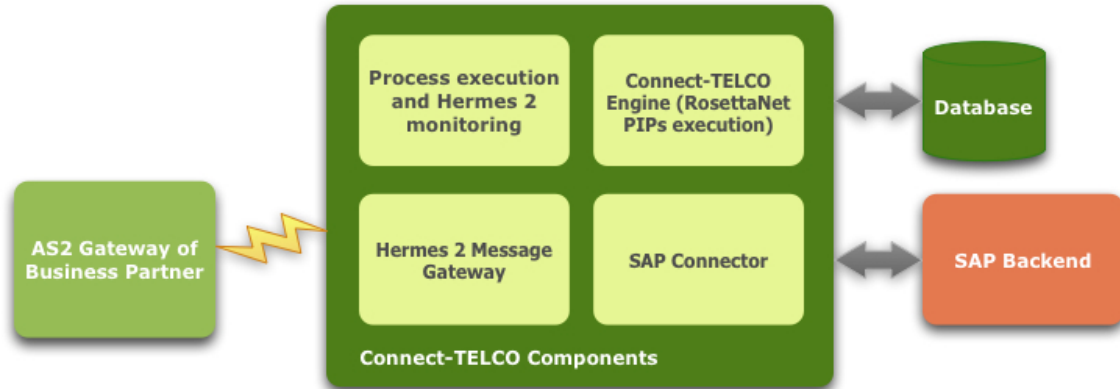 Process execution
and Hermes 2
monitoring
Connect-TELCO
Engine (RosettaNet
PIPs execution)
Database
AS2 Gateway of
Business Partner
Hermes 2 Message
Gateway
SAP Connector
SAP Backend
Connect-TELCO Components